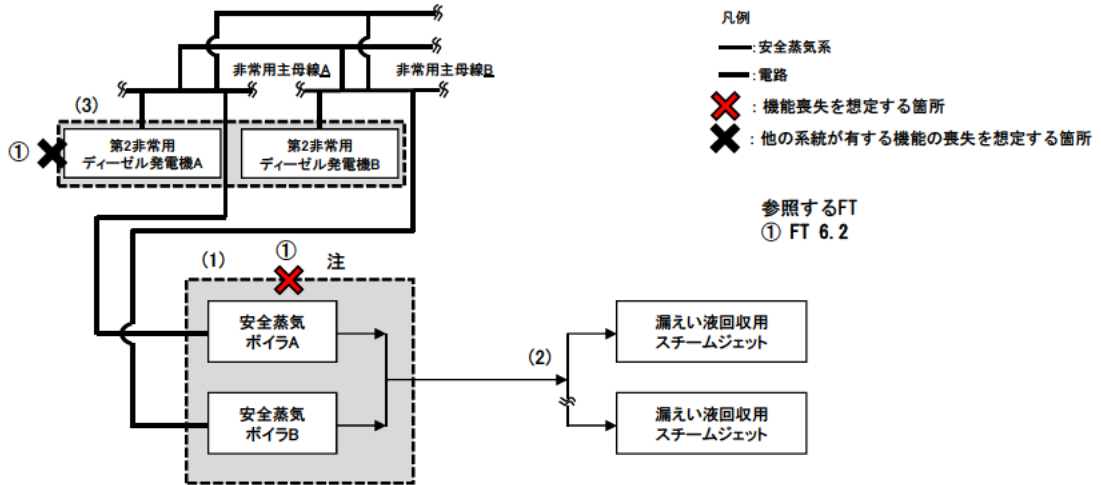 凡例
:安全蒸気系
:電路
: 機能喪失を想定する箇所
: 他の系統が有する機能の喪失を想定する箇所
参照するFT
① FT 6.2
非常用主母線A
非常用主母線B
(3)
①
第2非常用
ディーゼル発電機A
第2非常用
ディーゼル発電機B
(1)
①
注
安全蒸気
ボイラA
安全蒸気
ボイラB
(2)
漏えい液回収用
スチームジェット
漏えい液回収用
スチームジェット